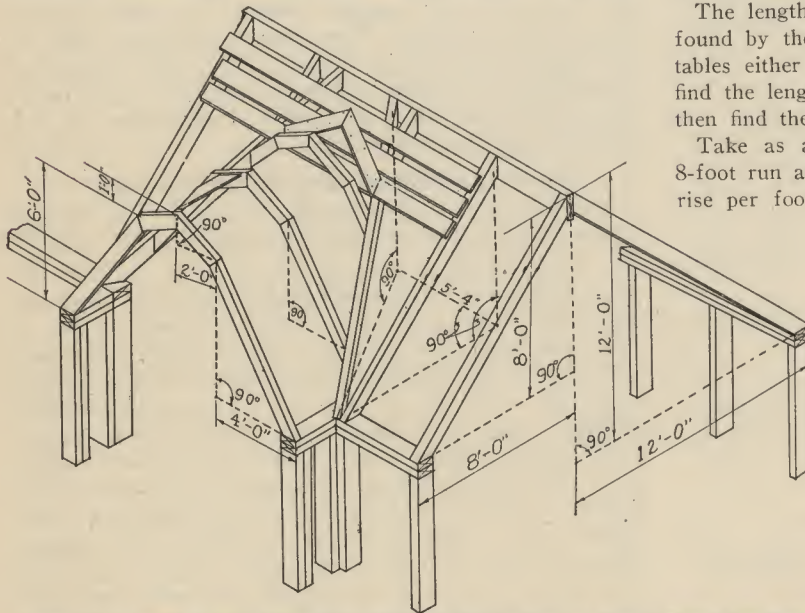 The length
found by the
tables either
find the leng
then find the
Take as a
8-foot run a
rise per foo
6'-0"
1'-0"
90°
2'-0"
90
90°
5'-4"
90°
8'-0"
12'-0"
90°
90°
4'-0"
8'-0"
90°
12'-0"